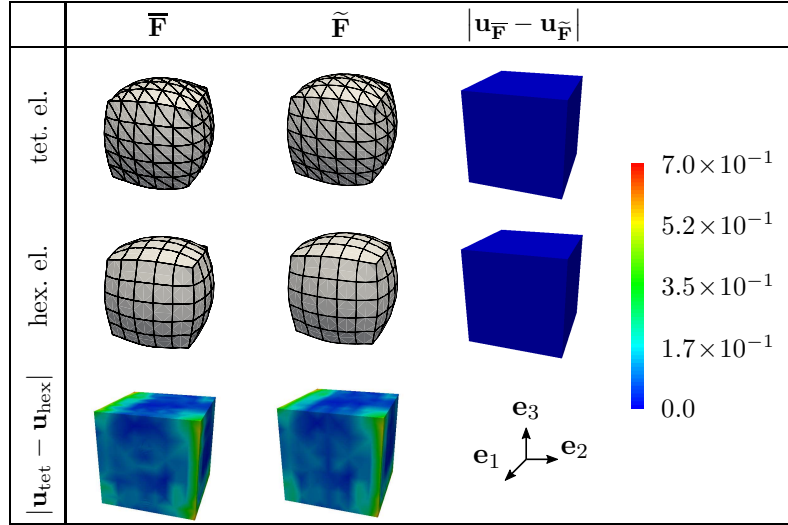 F̅ F̃ |u_F̅ − u_F̃|
tet. el.
7.0×10⁻¹
5.2×10⁻¹
3.5×10⁻¹
1.7×10⁻¹
0.0
hex. el.
|u_tet − u_hex|
e₃
e₁ e₂